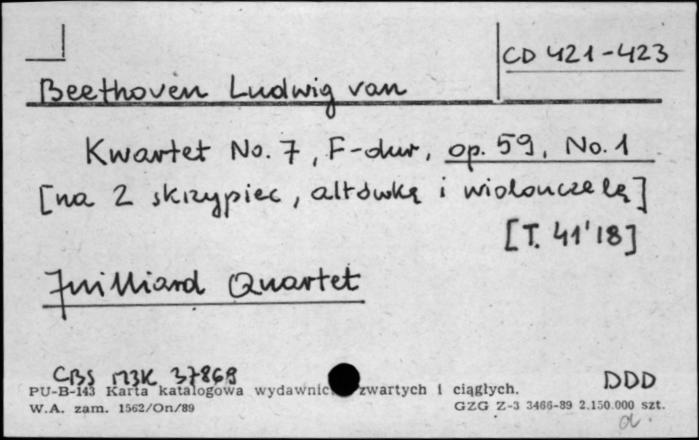 CD 421-423
Beethoven Ludwig van
Kwartet No. 7, F-dur, op. 59, No. 1
[na 2 skrzypiec, altówkę i wiolonczelę]
[T. 41'18]
Juilliard Quartet
CBS M3K 37869 DDD
PU-B-143 Karta katalogowa wydawnic zwartych i ciągłych.
W.A. zam. 1562/On/89 GZG Z-3 3466-89 2.150.000 szt.
d.